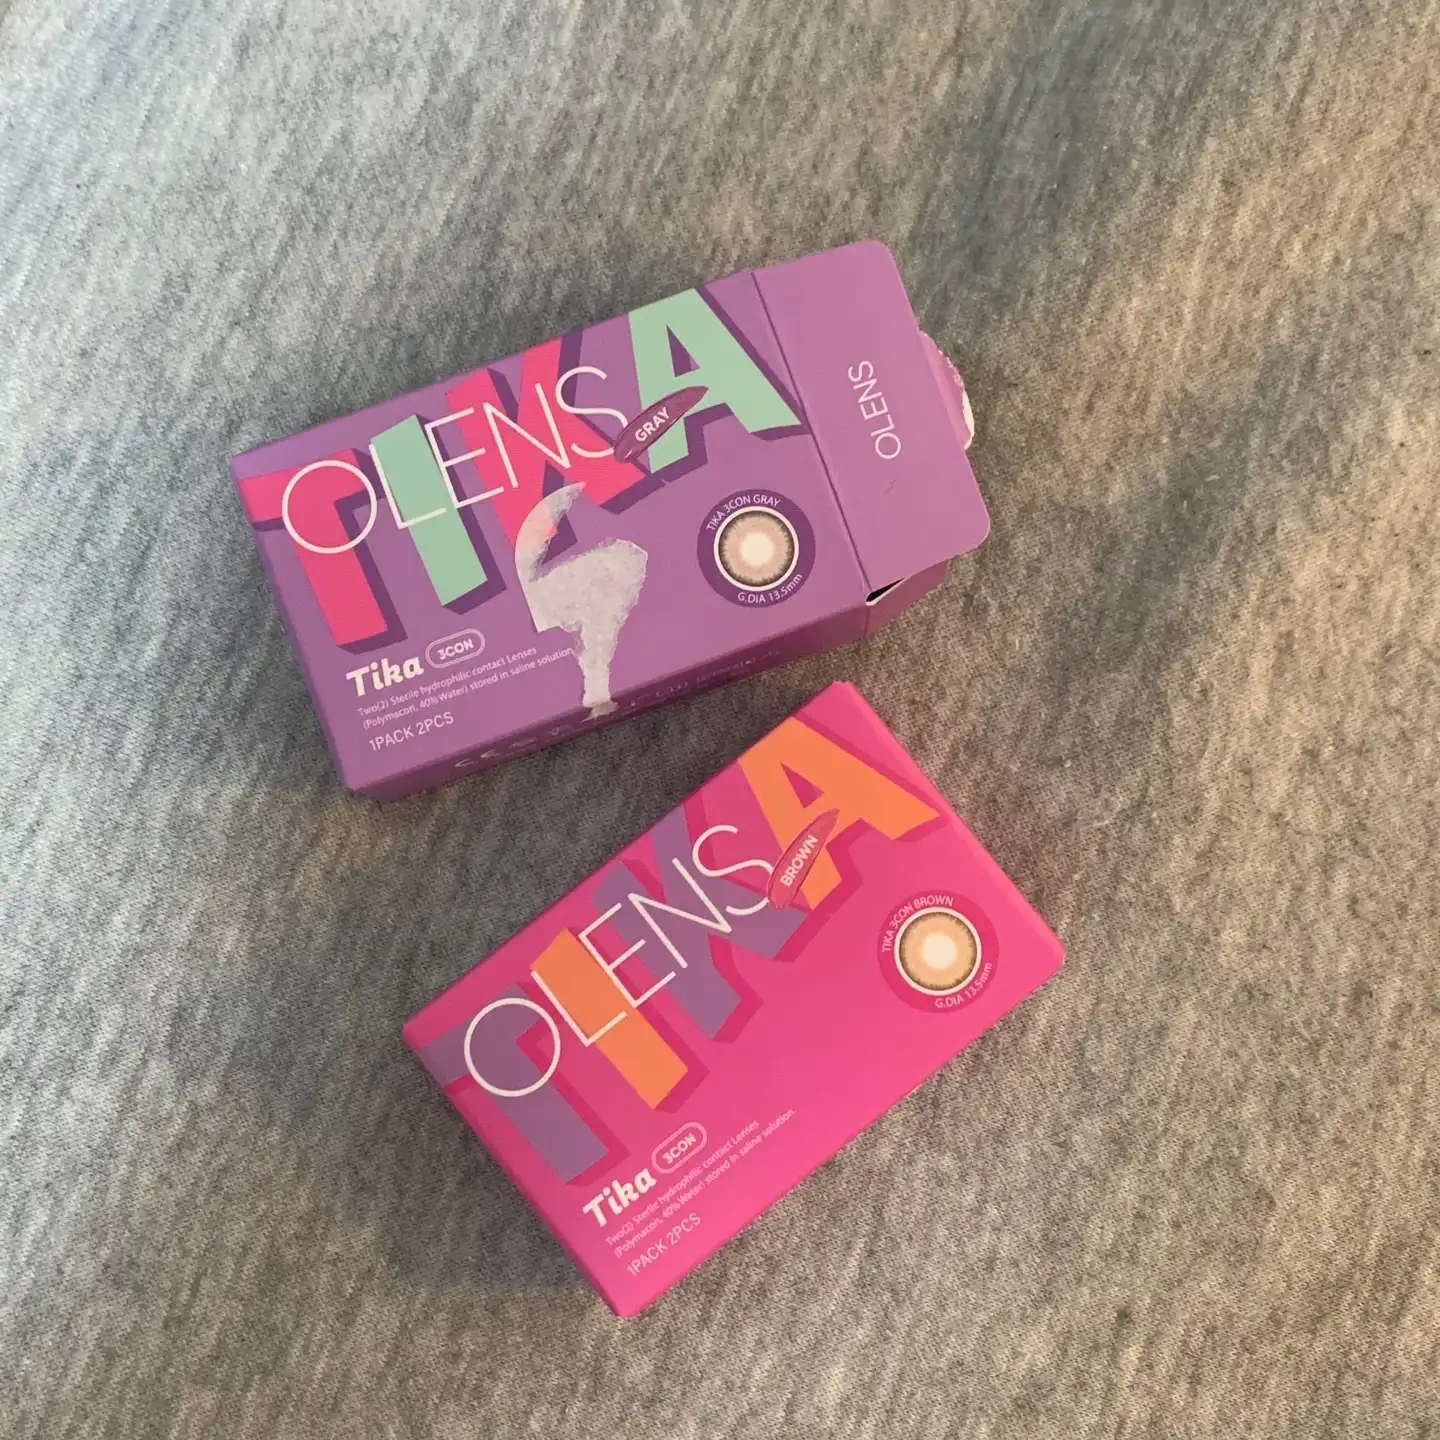 TIKA
OLENS
GRAY
OLENS
TIKA 3CON GRAY
G.DIA 13.5mm
Tika 3CON
Two(2) Sterile hydrophilic contact Lenses
(Polymacon, 40% Water) stored in saline solution
1PACK 2PCS
TIKA
OLENS
BROWN
TIKA 3CON BROWN
G.DIA 13.5mm
Tika 3CON
Two(2) Sterile hydrophilic contact Lenses
(Polymacon, 40% Water) stored in saline solution.
1PACK 2PCS